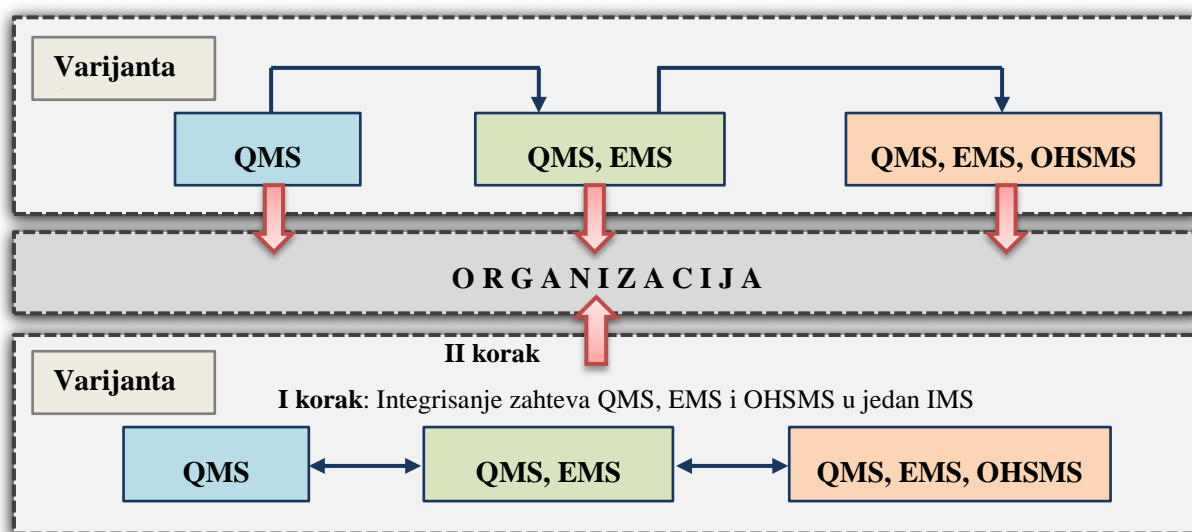 Varijanta
QMS
QMS, EMS
QMS, EMS, OHSMS
O R G A N I Z A C I J A
II korak
Varijanta
I korak: Integrisanje zahteva QMS, EMS i OHSMS u jedan IMS
QMS
QMS, EMS
QMS, EMS, OHSMS